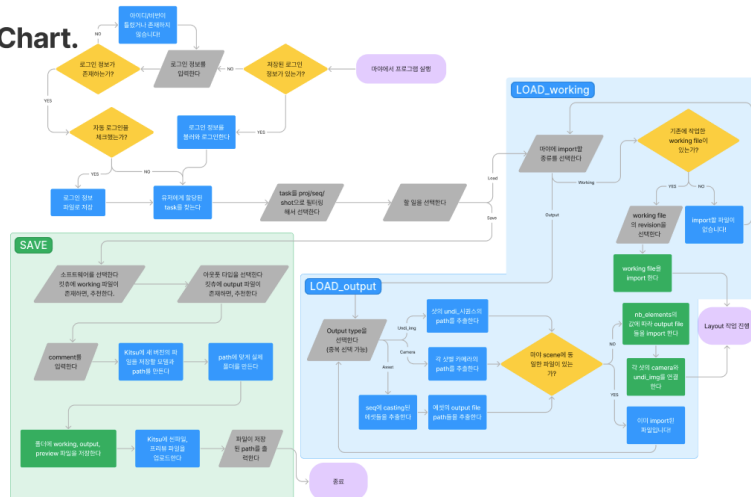 Chart.
아이디/비번이
틀렸거나 존재하지
않습니다!
NO
로그인 정보가
존재하는가?
로그인 정보를
입력한다
NO
저장된 로그인
정보가 있는가?
마야에서 프로그램 실행
YES
자동 로그인을
체크했는가?
로그인 정보를
불러와 로그인한다
YES
YES
NO
로그인 정보
파일로 저장
유저에게 할당된
task를 찾는다
task를 proj/seq/
shot으로 필터링
해서 선택한다
할 일을 선택한다
Load
Save
LOAD_working
마야에 import할
종류를 선택한다
Working
Output
기존에 작업한
working file이
있는가?
YES
NO
working file
의 revision을
선택한다
import할 파일이
없습니다!
working file을
import 한다
Layout 작업 진행
SAVE
소프트웨어를 선택한다
깃슈에 working 파일이
존재하면, 추천한다.
아웃풋 타입을 선택한다
깃슈에 output 파일이
존재하면, 추천한다
comment를
입력한다
Kitsu에 새 버전의 파
일을 저장할 모델과
path를 만든다
path에 맞게 실제
폴더를 만든다
폴더에 working, output,
preview 파일을 저장한다
Kitsu에 썬파일,
프리뷰 파일을
업로드한다
파일이 저장
된 path를 출
력한다
종료
LOAD_output
Output type을
선택한다
(중복 선택 가능)
Undi_img
Camera
Asset
샷의 undi_시퀀스의
path를 추출한다
각 샷별 카메라의
path를 추출한다
seq에 casting된
에셋들을 추출한다
에셋의 output file
path들을 추출한다
마야 scene에 동
일한 파일이 있는
가?
NO
YES
nb_elements의
값에 따라 output file
들을 import 한다
각 샷의 camera와
undi_img을 연결
한다
이미 import된
파일입니다!